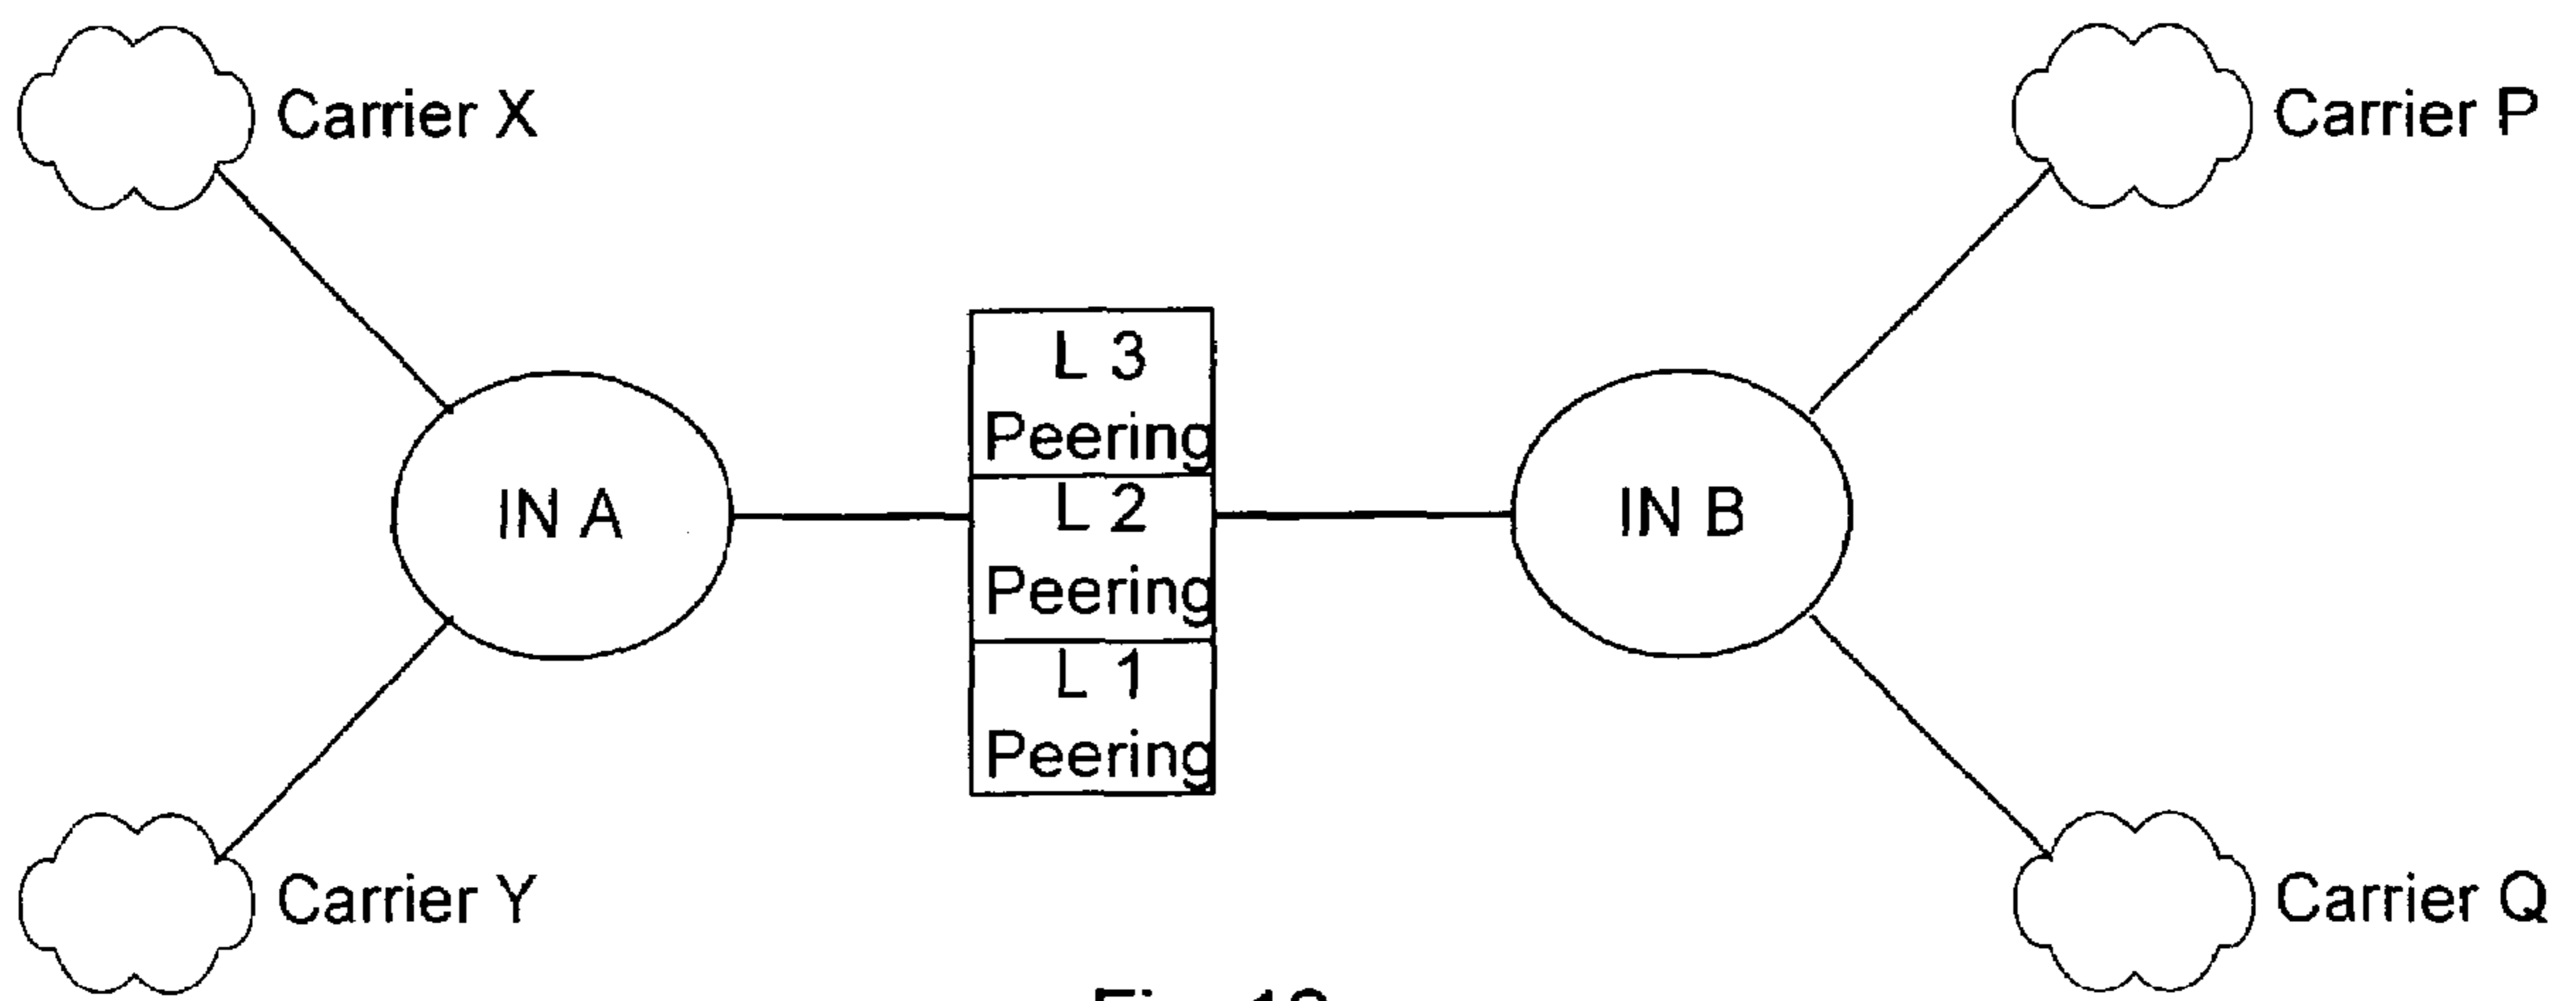 Carrier X
Carrier P
L 3
Peering
IN A
L 2
Peering
IN B
L 1
Peering
Carrier Y
Carrier Q